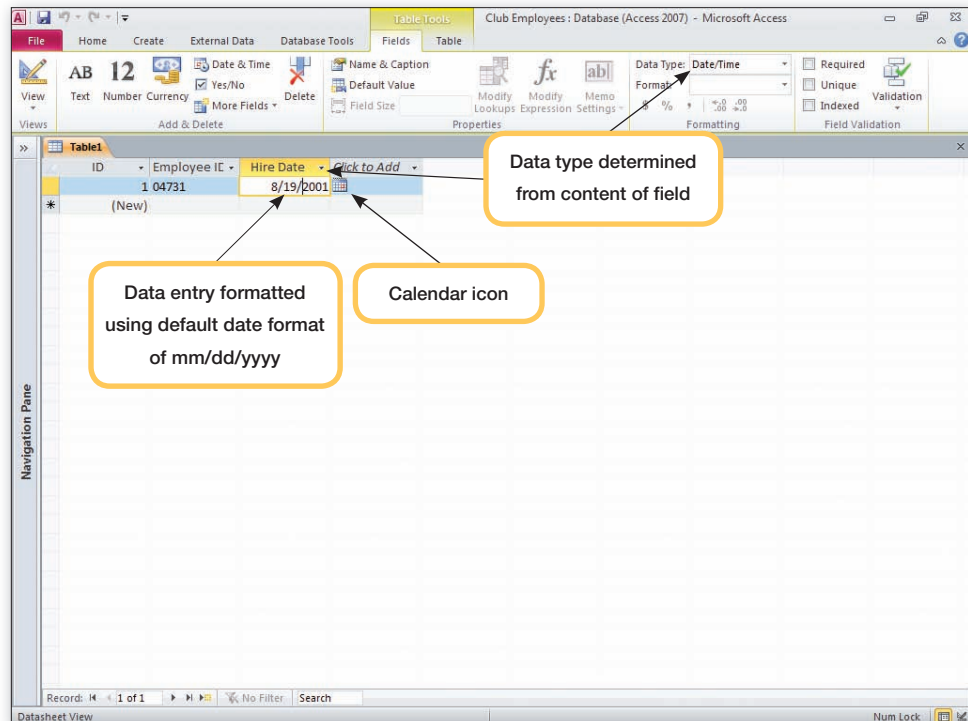 A
Table Tools
Club Employees : Database (Access 2007) - Microsoft Access
File Home Create External Data Database Tools Fields Table
View
Views
AB
Text
12
Number
Currency
Date & Time
Yes/No
More Fields
Delete
Add & Delete
Name & Caption
Default Value
Field Size
Modify
Lookups
fx
Modify
Expression
ab|
Memo
Settings
Properties
Data Type: Date/Time
Format:
$ % , .00 .00
Formatting
Required
Unique
Indexed
Validation
Field Validation
» Table1 ×
ID Employee ID Hire Date Click to Add
1 04731 8/19/2001
* (New)
Data type determined
from content of field
Data entry formatted
using default date format
of mm/dd/yyyy
Calendar icon
Navigation Pane
Record: 1 of 1 No Filter Search
Datasheet View Num Lock